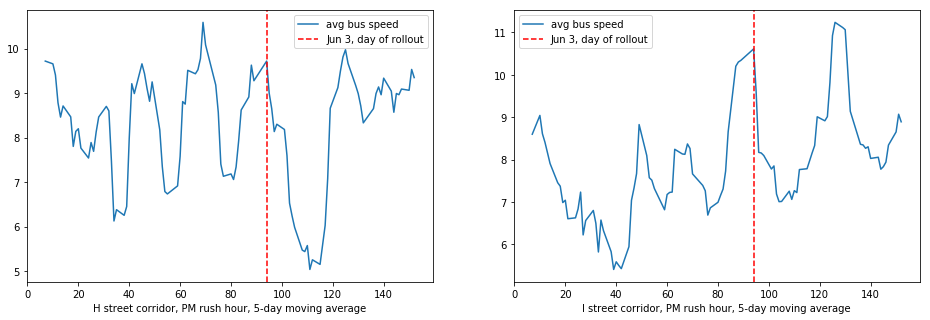 avg bus speed
Jun 3, day of rollout
10
9
8
7
6
5
0 20 40 60 80 100 120 140
H street corridor, PM rush hour, 5-day moving average
avg bus speed
Jun 3, day of rollout
11
10
9
8
7
6
0 20 40 60 80 100 120 140
I street corridor, PM rush hour, 5-day moving average